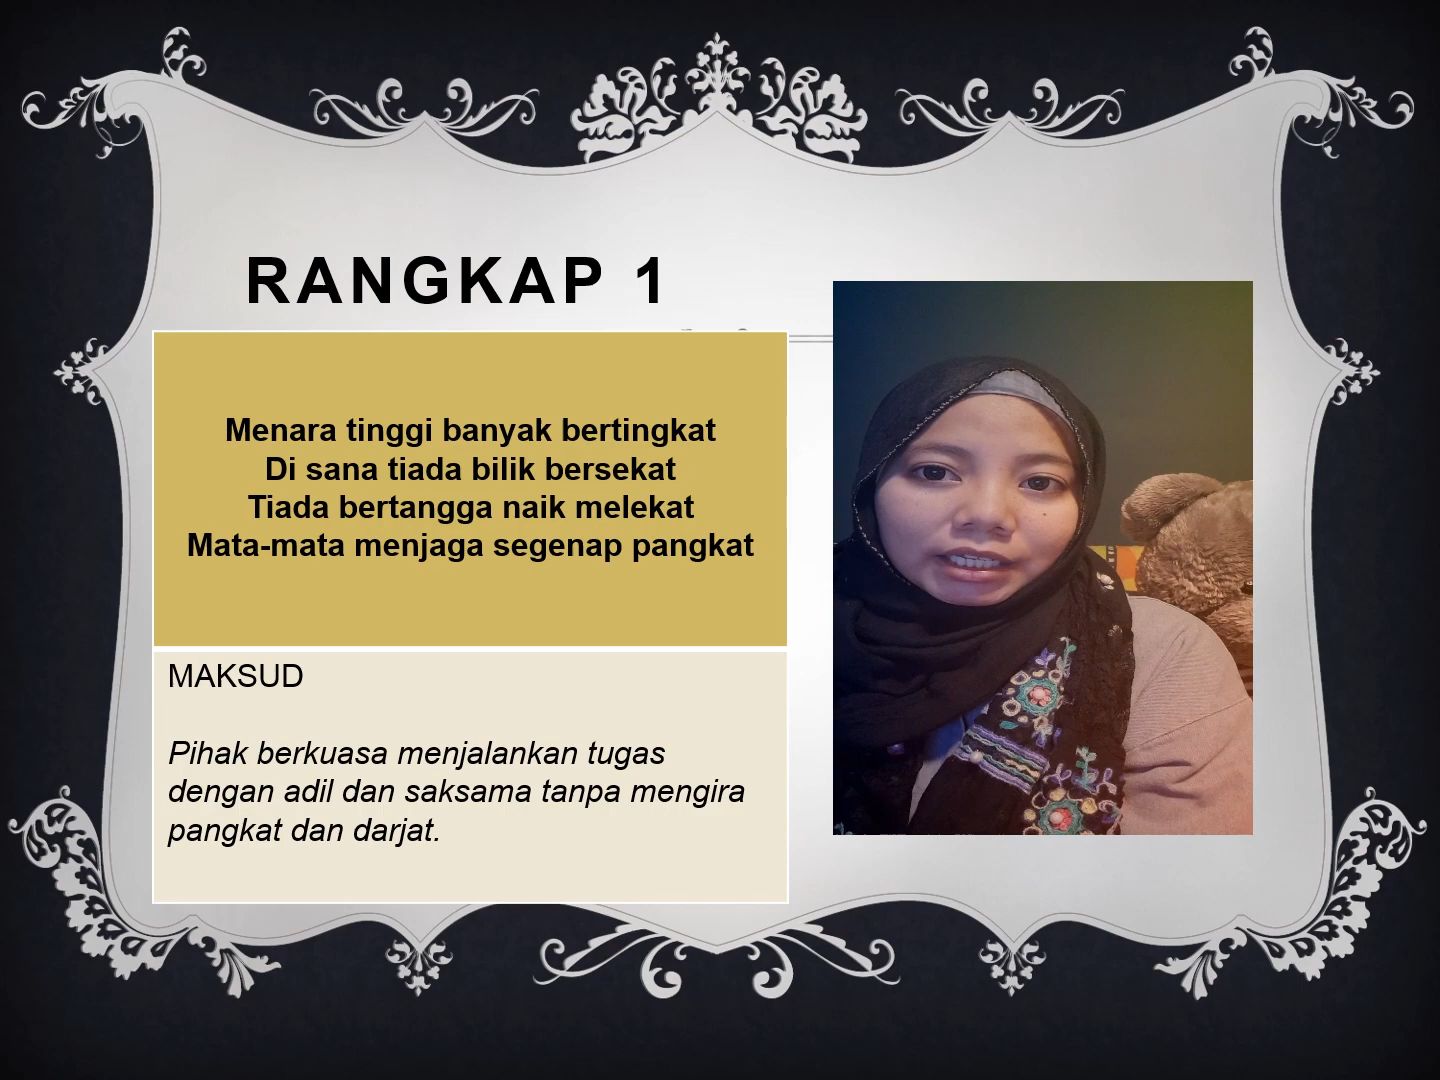 RANGKAP 1
Menara tinggi banyak bertingkat
Di sana tiada bilik bersekat
Tiada bertangga naik melekat
Mata-mata menjaga segenap pangkat
MAKSUD
Pihak berkuasa menjalankan tugas
dengan adil dan saksama tanpa mengira
pangkat dan darjat.